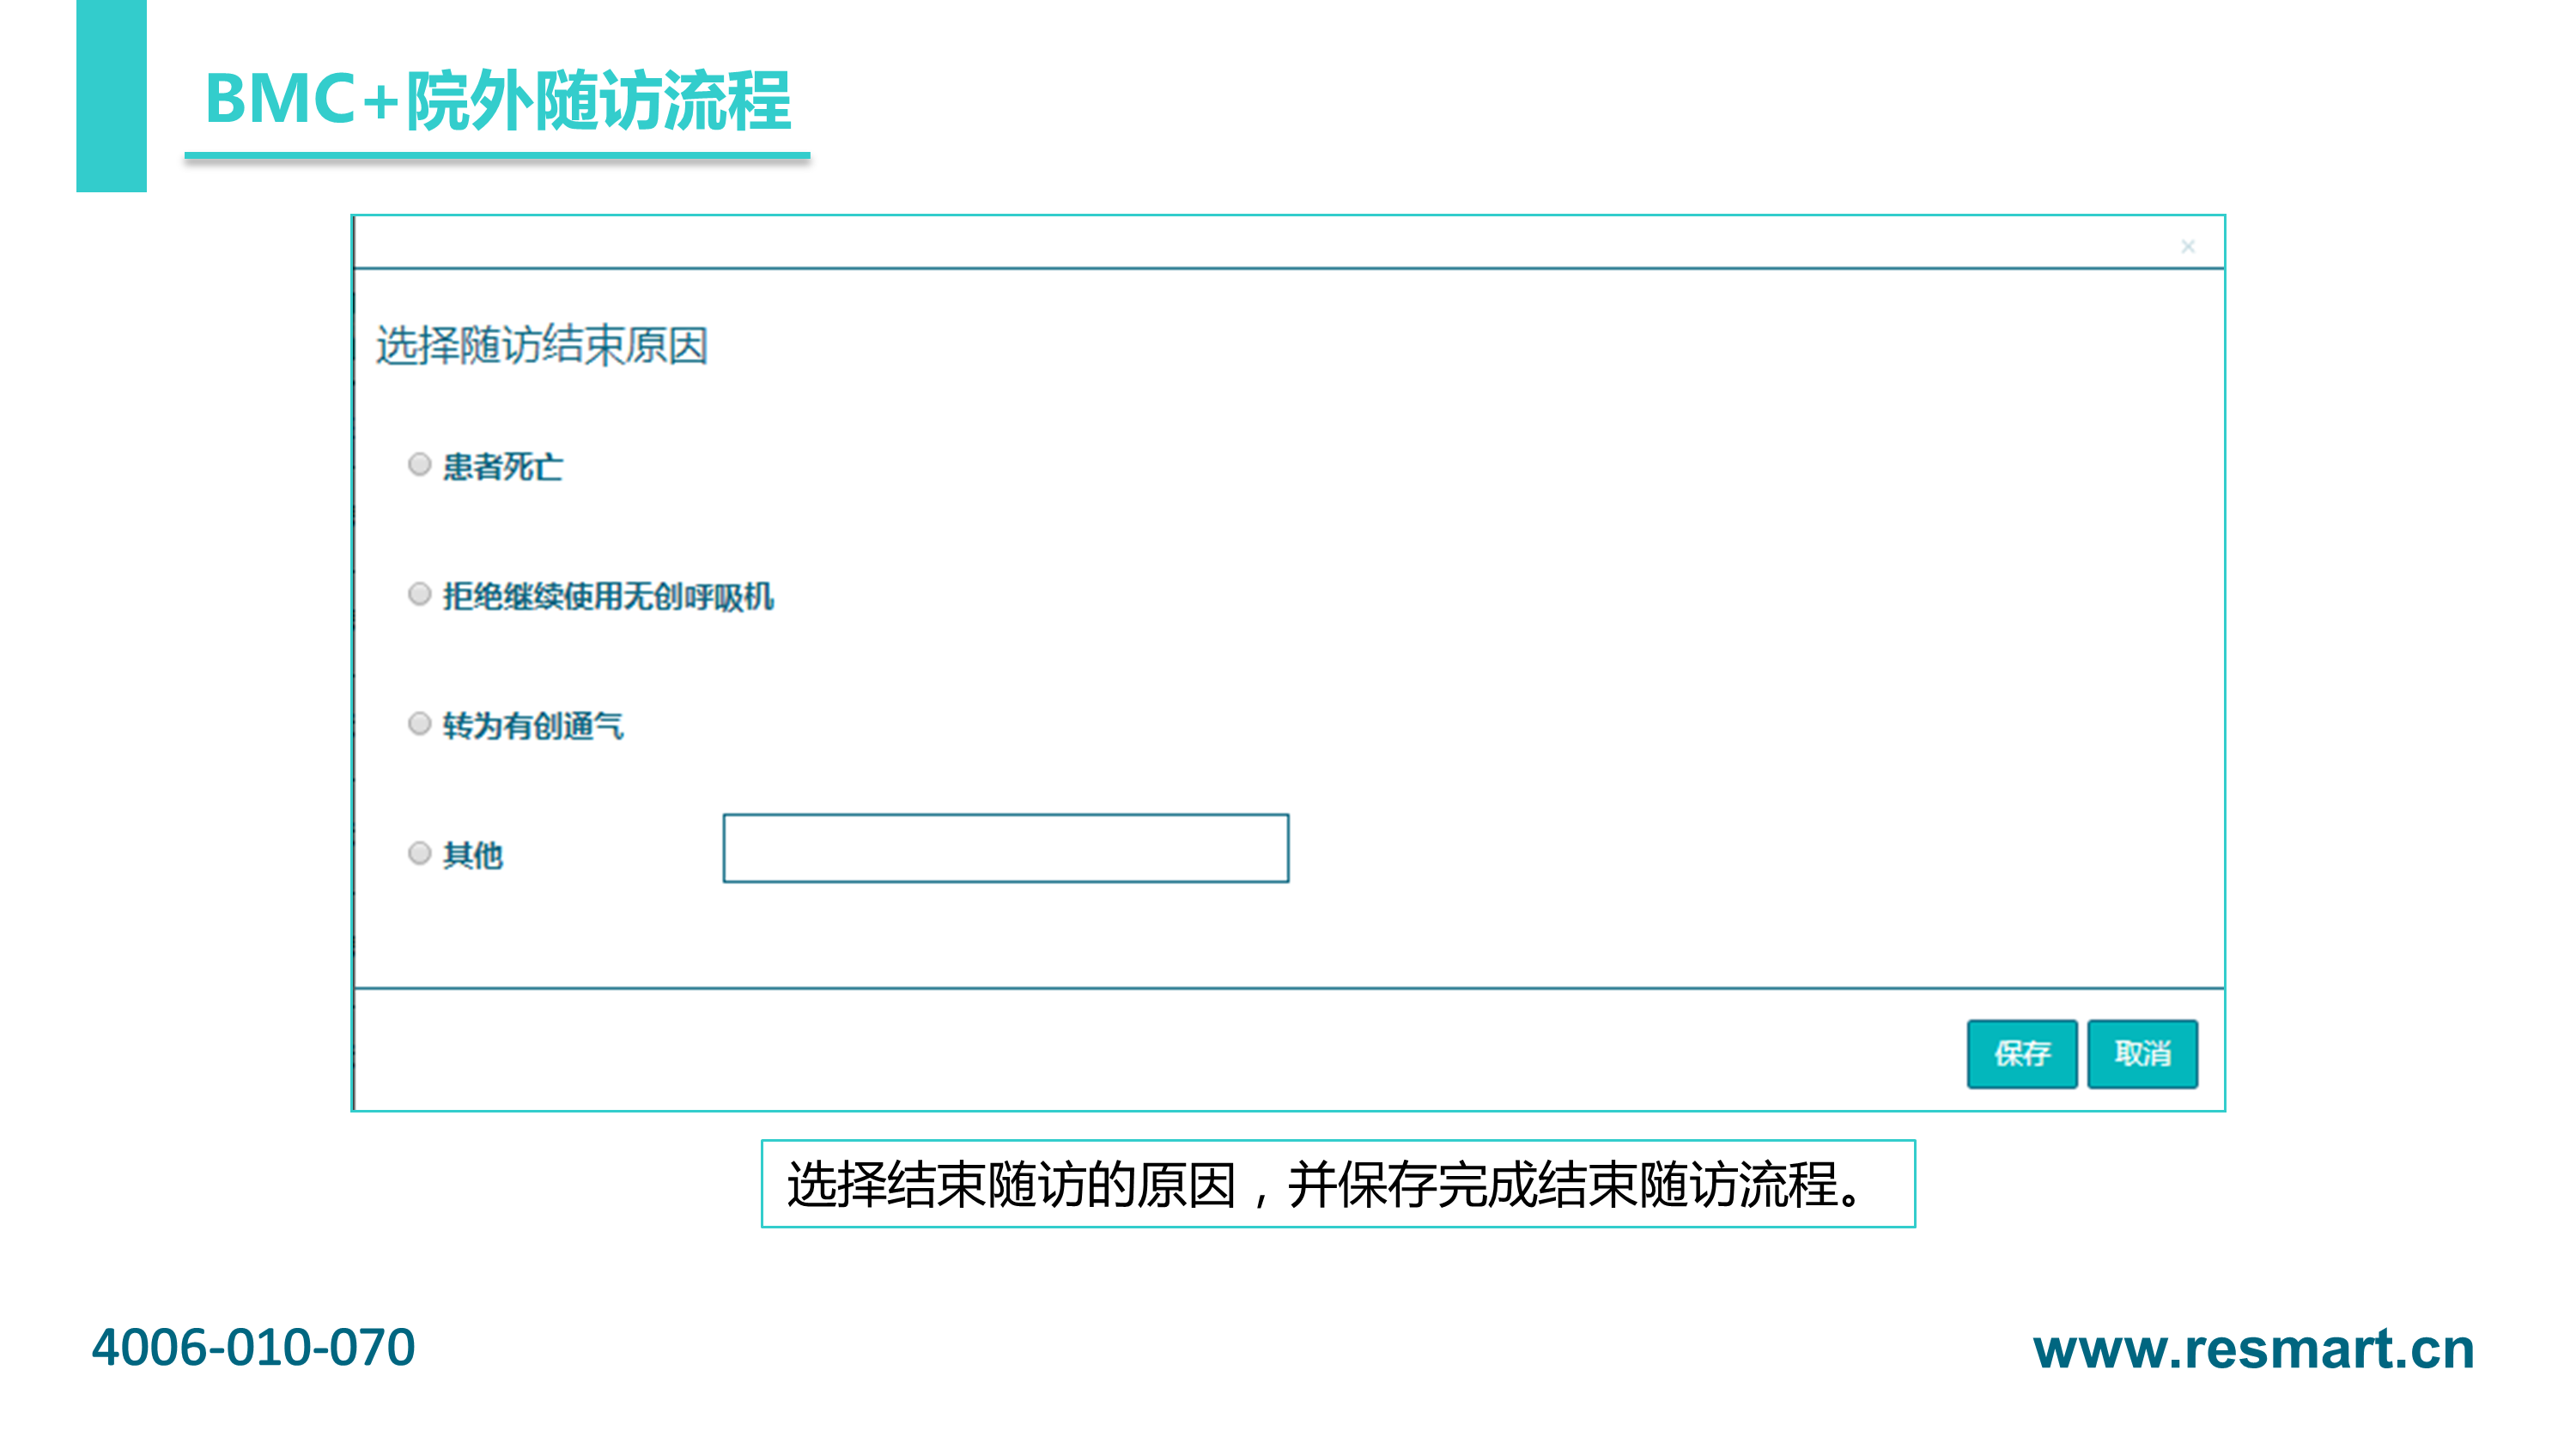 BMC+院外随访流程
×
选择随访结束原因
患者死亡
拒绝继续使用无创呼吸机
转为有创通气
其他
保存 取消
选择结束随访的原因，并保存完成结束随访流程。
4006-010-070
www.resmart.cn